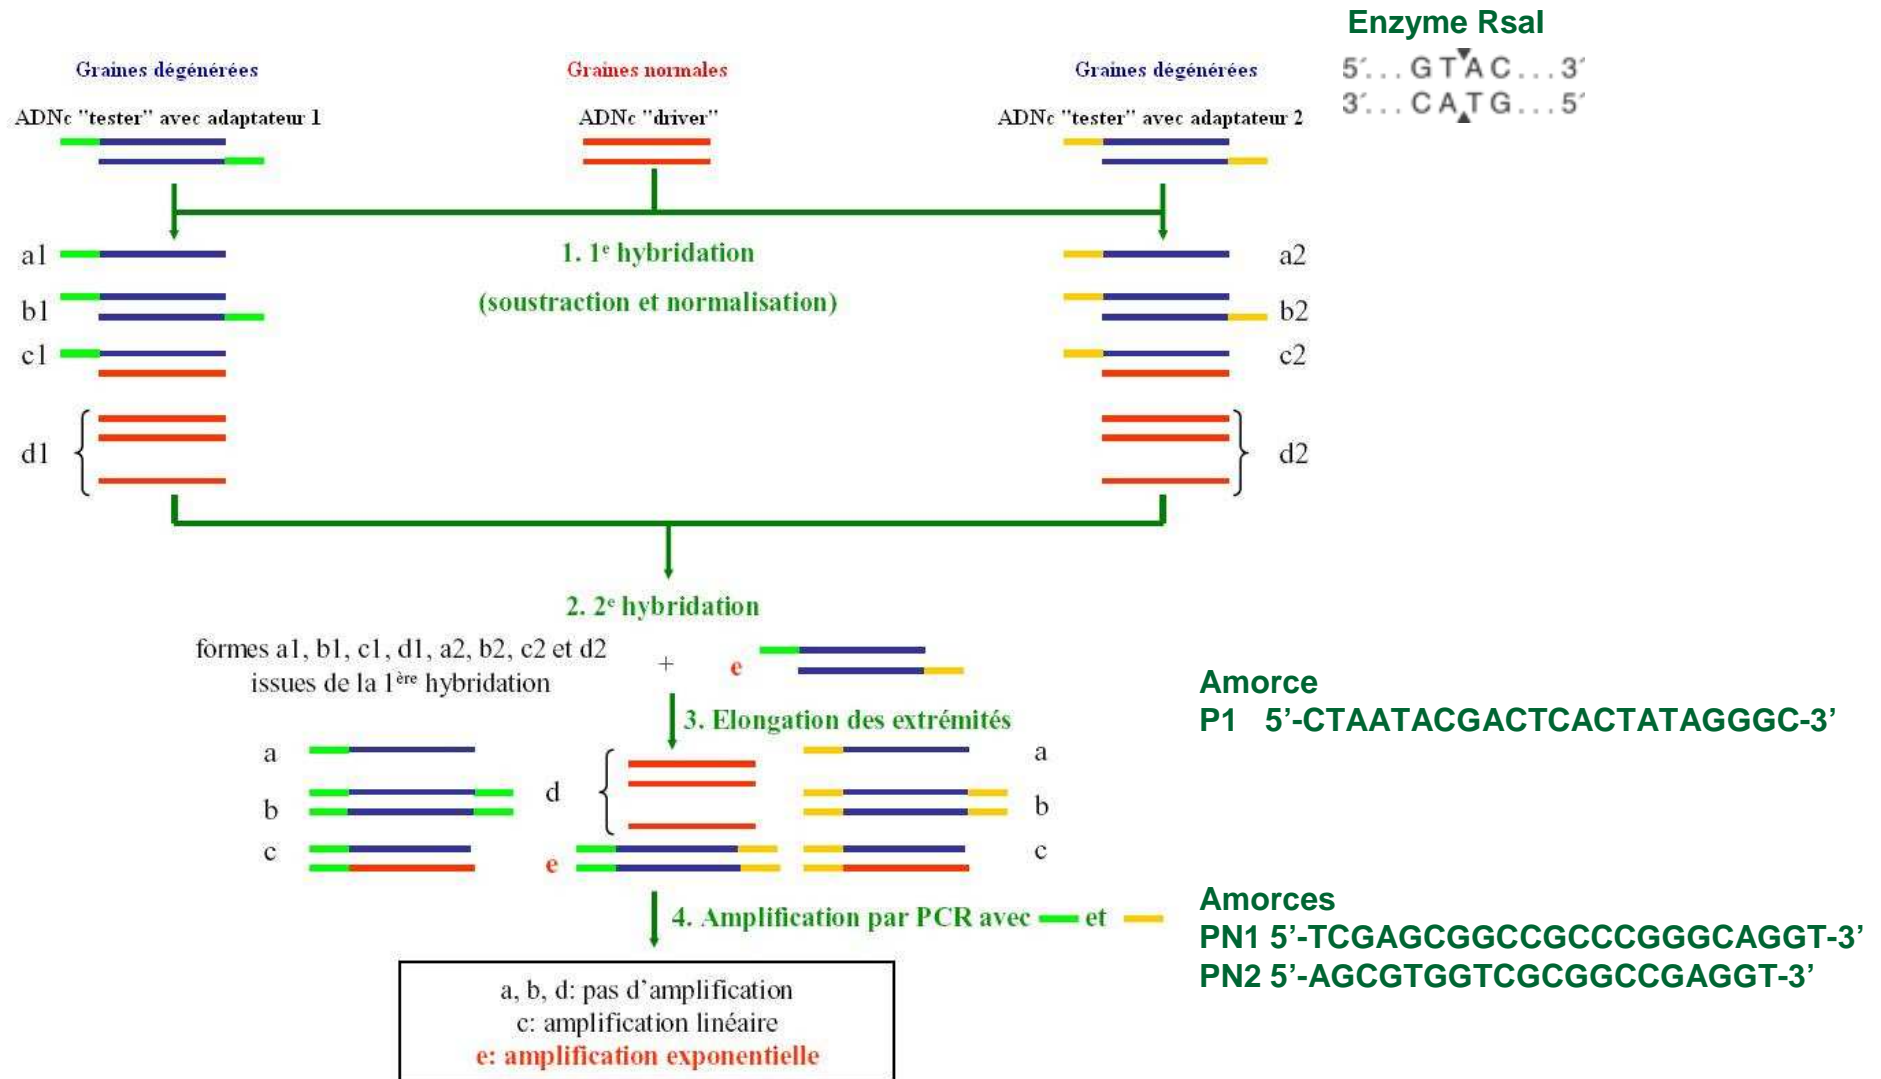 Enzyme RsaI
5´...GTAC...3´
3´...CATG...5´
Graines dégénérées
Graines normales
Graines dégénérées
ADNc "tester" avec adaptateur 1
ADNc "driver"
ADNc "tester" avec adaptateur 2
a1
1. 1e hybridation
a2
b1
(soustraction et normalisation)
b2
c1
c2
d1
d2
2. 2e hybridation
formes a1, b1, c1, d1, a2, b2, c2 et d2
issues de la 1ère hybridation
+
e
Amorce
P1 5’-CTAATACGACTCACTATAGGGC-3’
3. Elongation des extrémités
a
a
b
d
b
c
e
c
4. Amplification par PCR avec et
Amorces
PN1 5’-TCGAGCGGCCGCCCGGGCAGGT-3’
PN2 5’-AGCGTGGTCGCGGCCGAGGT-3’
a, b, d: pas d’amplification
c: amplification linéaire
e: amplification exponentielle